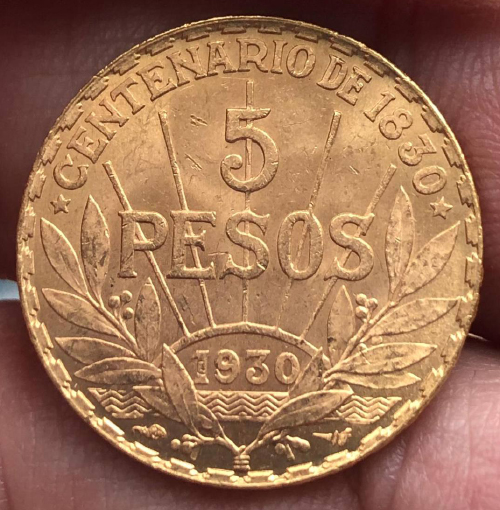 CENTENARIO DE 1830
5
PESOS
1930